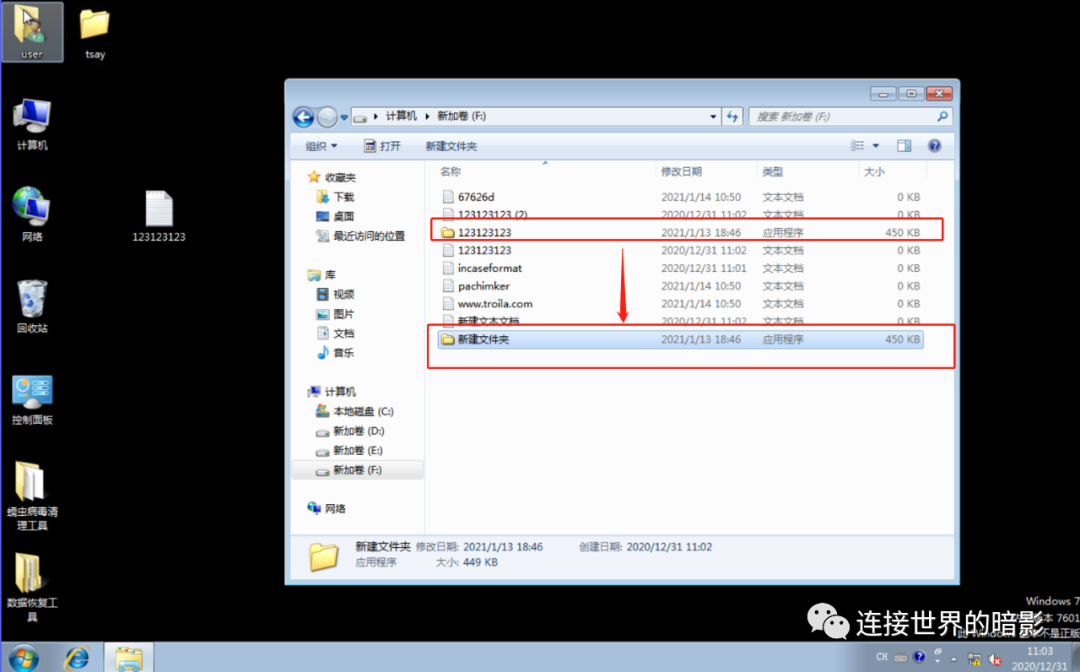 user
tsay
计算机
网络
123123123
回收站
控制面板
蠕虫病毒清
理工具
数据恢复工
具
计算机 新加卷 (F:)
搜索 新加卷 (F:)
组织 打开 新建文件夹
名称 修改日期 类型 大小
收藏夹
下载
桌面
最近访问的位置
库
视频
图片
文档
音乐
计算机
本地磁盘 (C:)
新加卷 (D:)
新加卷 (E:)
新加卷 (F:)
网络
67626d 2021/1/14 10:50 文本文档 0 KB
123123123 (2) 2020/12/31 11:02 文本文档 0 KB
123123123 2021/1/13 18:46 应用程序 450 KB
123123123 2020/12/31 11:02 文本文档 0 KB
incaseformat 2020/12/31 11:01 文本文档 0 KB
pachimker 2021/1/14 10:50 文本文档 0 KB
www.troila.com 2021/1/14 10:50 文本文档 0 KB
新建文本文档 2020/12/31 11:02 文本文档 0 KB
新建文件夹 2021/1/13 18:46 应用程序 450 KB
新建文件夹 修改日期: 2021/1/13 18:46 创建日期: 2020/12/31 11:02
应用程序 大小: 449 KB
Windows 7
7601
不是正版
连接世界的暗影
CH
11:03
2020/12/31